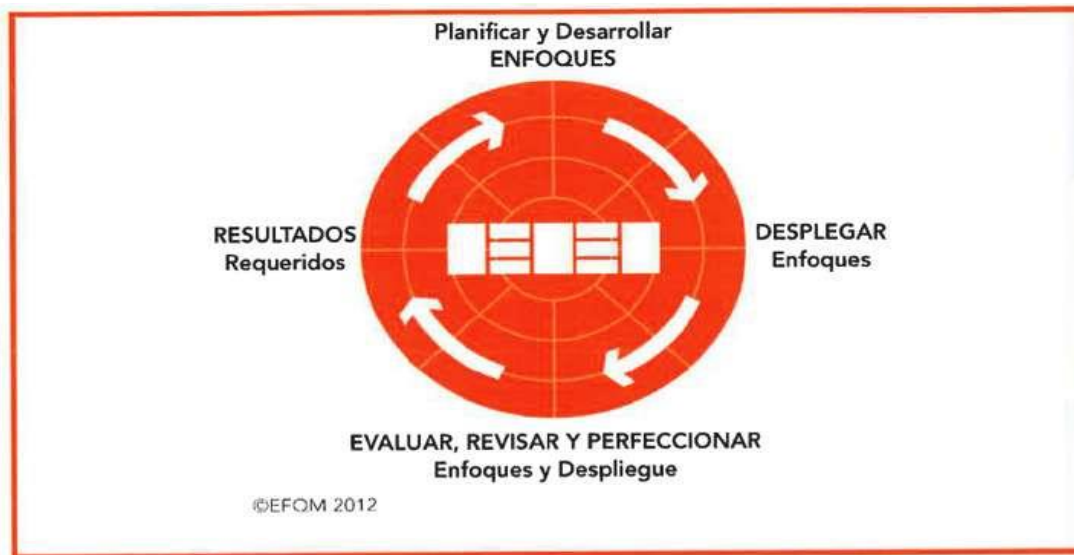 Planificar y Desarrollar
ENFOQUES
RESULTADOS
Requeridos
DESPLEGAR
Enfoques
EVALUAR, REVISAR Y PERFECCIONAR
Enfoques y Despliegue
©EFQM 2012